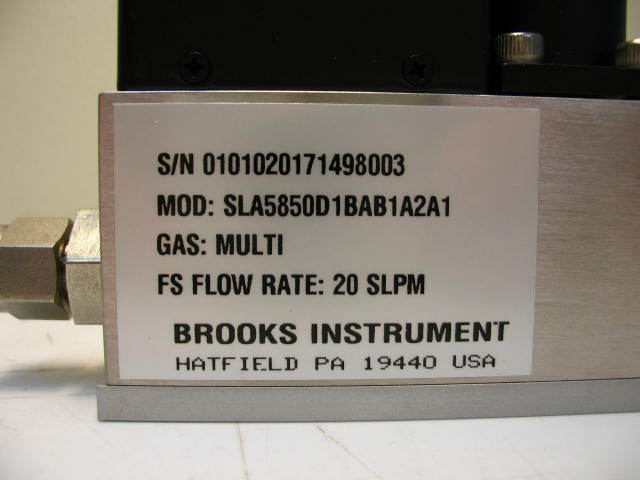 S/N 0101020171498003
MOD: SLA5850D1BAB1A2A1
GAS: MULTI
FS FLOW RATE: 20 SLPM
BROOKS INSTRUMENT
HATFIELD PA 19440 USA